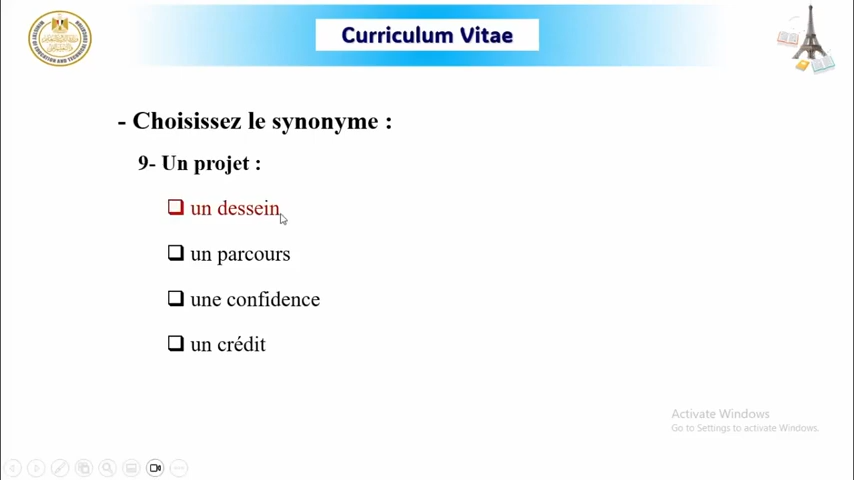 Curriculum Vitae
- Choisissez le synonyme :
9- Un projet :
un dessein
un parcours
une confidence
un crédit
Activate Windows
Go to Settings to activate Windows.